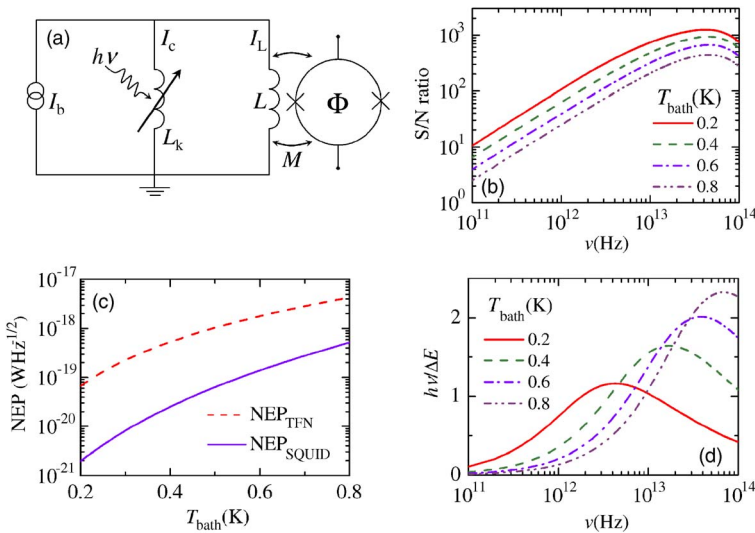 (a)
I_c
I_L
hν
I_b
L
L_k
Φ
M
S/N ratio
10^3
10^2
10^1
10^0
T_bath(K)
0.2
0.4
0.6
0.8
(b)
10^11
10^12
10^13
10^14
ν(Hz)
NEP (WHz^1/2)
10^-17
10^-18
10^-19
10^-20
10^-21
(c)
NEP_TFN
NEP_SQUID
0.2
0.4
0.6
0.8
T_bath(K)
hν/ΔE
2
1
0
T_bath(K)
0.2
0.4
0.6
0.8
(d)
10^11
10^12
10^13
10^14
ν(Hz)